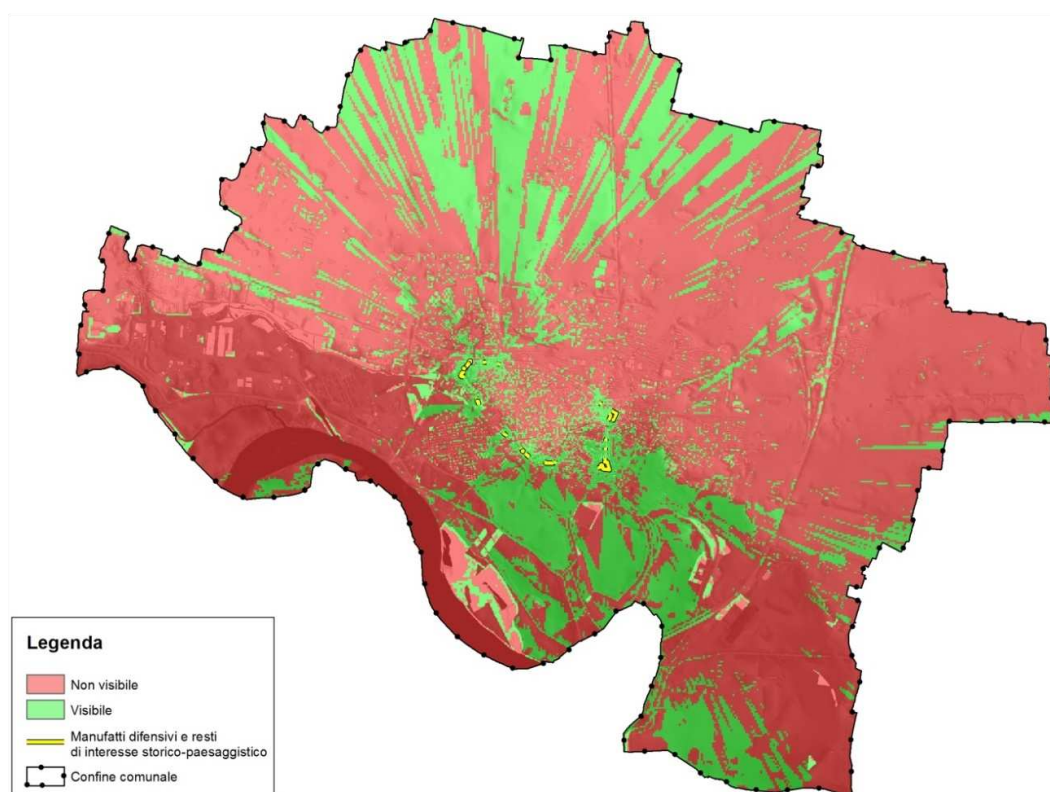 Legenda
Non visibile
Visibile
Manufatti difensivi e resti
di interesse storico-paesaggistico
Confine comunale